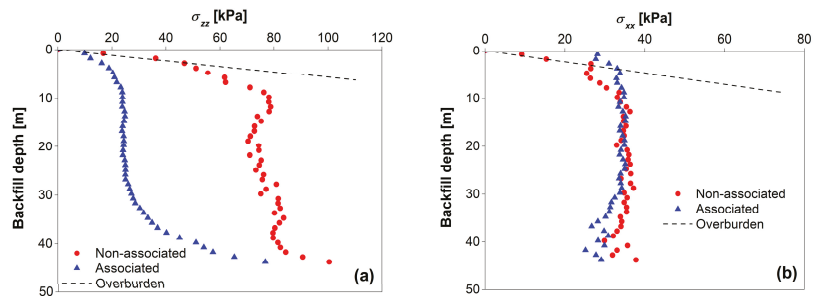 σzz [kPa]
0 20 40 60 80 100 120
0
10
20
30
40
50
Backfill depth [m]
Non-associated
Associated
Overburden
(a)
σxx [kPa]
0 20 40 60 80
0
10
20
30
40
50
Backfill depth [m]
Non-associated
Associated
Overburden
(b)